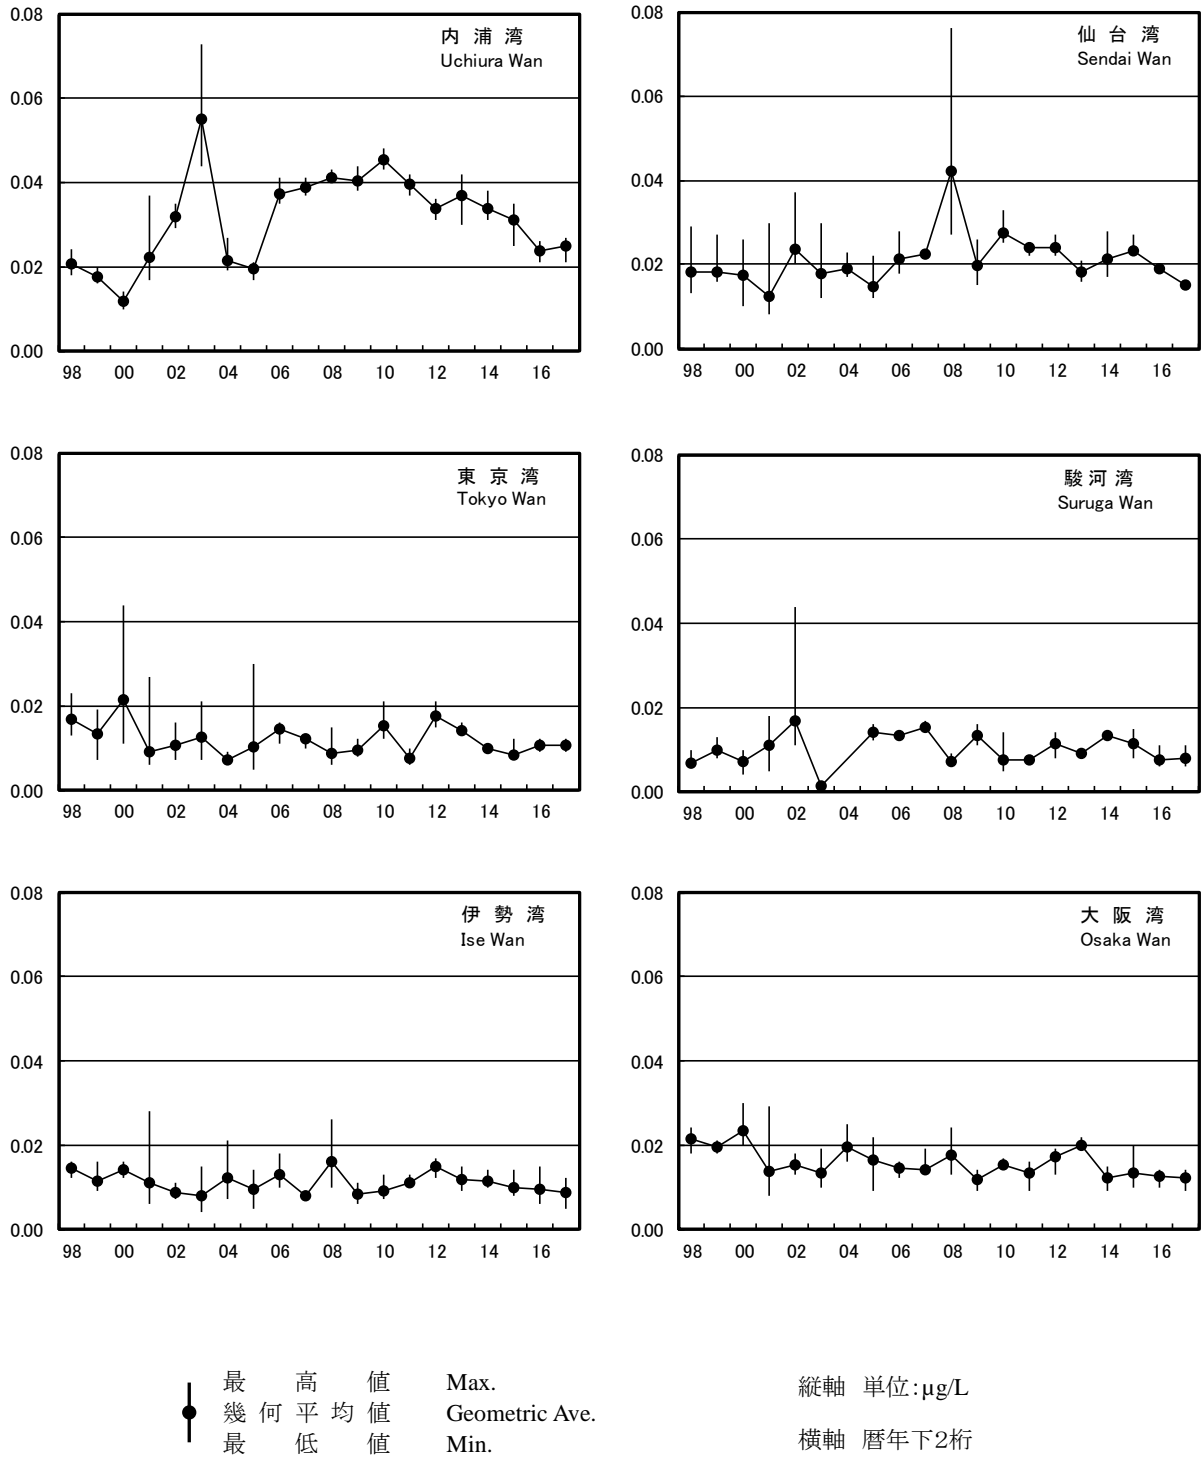 0.08
0.06
0.04
0.02
0.00
98 00 02 04 06 08 10 12 14 16
内 浦 湾
Uchiura Wan
0.08
0.06
0.04
0.02
0.00
98 00 02 04 06 08 10 12 14 16
仙 台 湾
Sendai Wan
0.08
0.06
0.04
0.02
0.00
98 00 02 04 06 08 10 12 14 16
東 京 湾
Tokyo Wan
0.08
0.06
0.04
0.02
0.00
98 00 02 04 06 08 10 12 14 16
駿 河 湾
Suruga Wan
0.08
0.06
0.04
0.02
0.00
98 00 02 04 06 08 10 12 14 16
伊 勢 湾
Ise Wan
0.08
0.06
0.04
0.02
0.00
98 00 02 04 06 08 10 12 14 16
大 阪 湾
Osaka Wan
最 高 値 Max.
幾 何 平 均 値 Geometric Ave.
最 低 値 Min.
縦軸 単位:µg/L
横軸 暦年下2桁